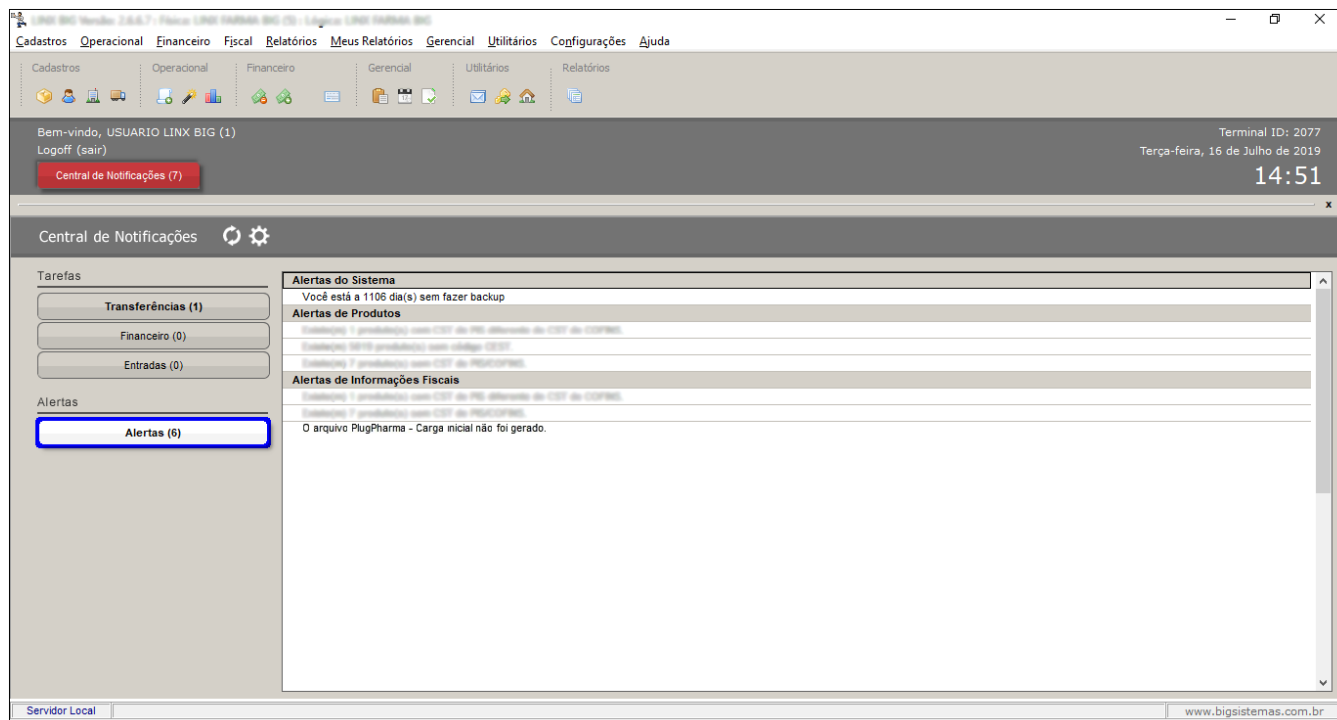 Cadastros Operacional Financeiro Fiscal Relatórios Meus Relatórios Gerencial Utilitários Configurações Ajuda
Cadastros Operacional Financeiro Gerencial Utilitários Relatórios
Bem-vindo, USUARIO LINX BIG (1)
Terminal ID: 2077
Logoff (sair)
Terça-feira, 16 de Julho de 2019
Central de Notificações (7)
14:51
x
Central de Notificações
Tarefas
Transferências (1)
Financeiro (0)
Entradas (0)
Alertas
Alertas (6)
Alertas do Sistema
Você está a 1106 dia(s) sem fazer backup
Alertas de Produtos
Alertas de Informações Fiscais
O arquivo PlugPharma - Carga inicial não foi gerado.
Servidor Local
www.bigsistemas.com.br